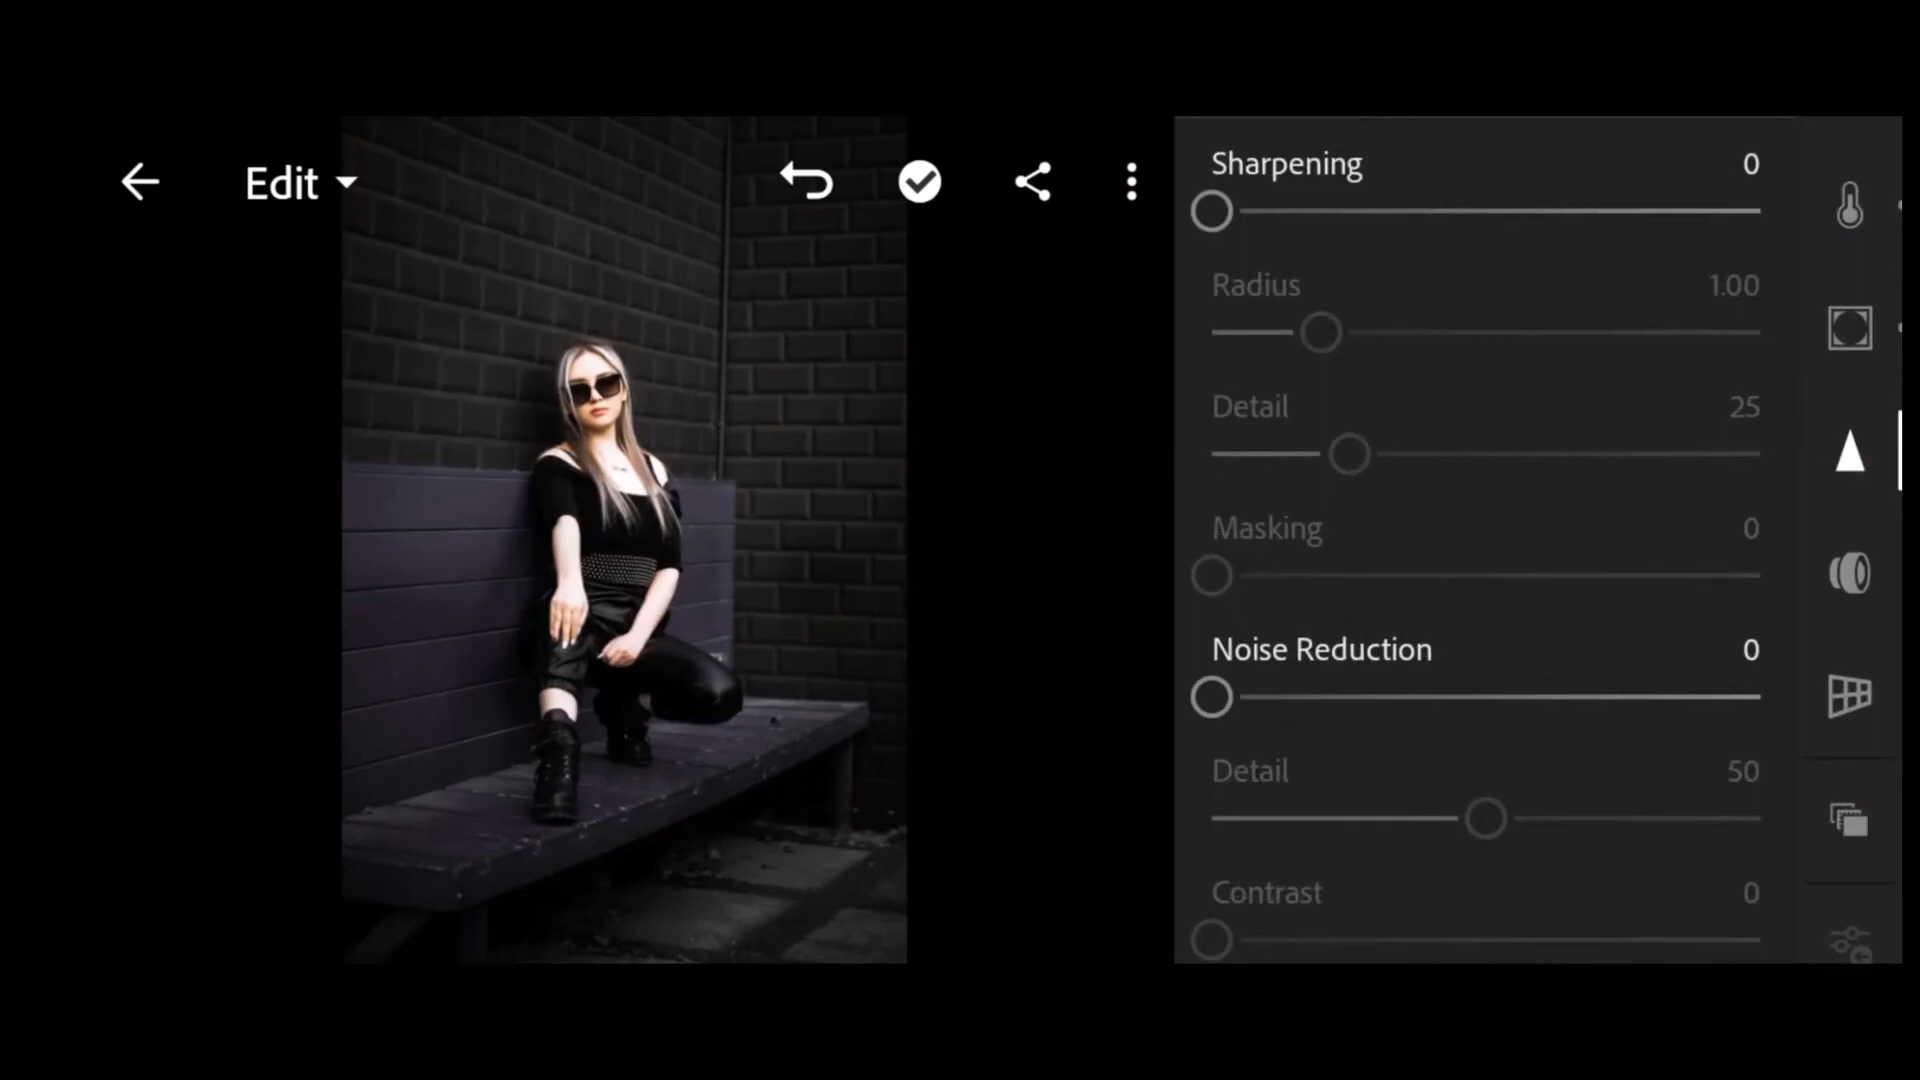 Edit
Sharpening 0
Radius 1.00
Detail 25
Masking 0
Noise Reduction 0
Detail 50
Contrast 0